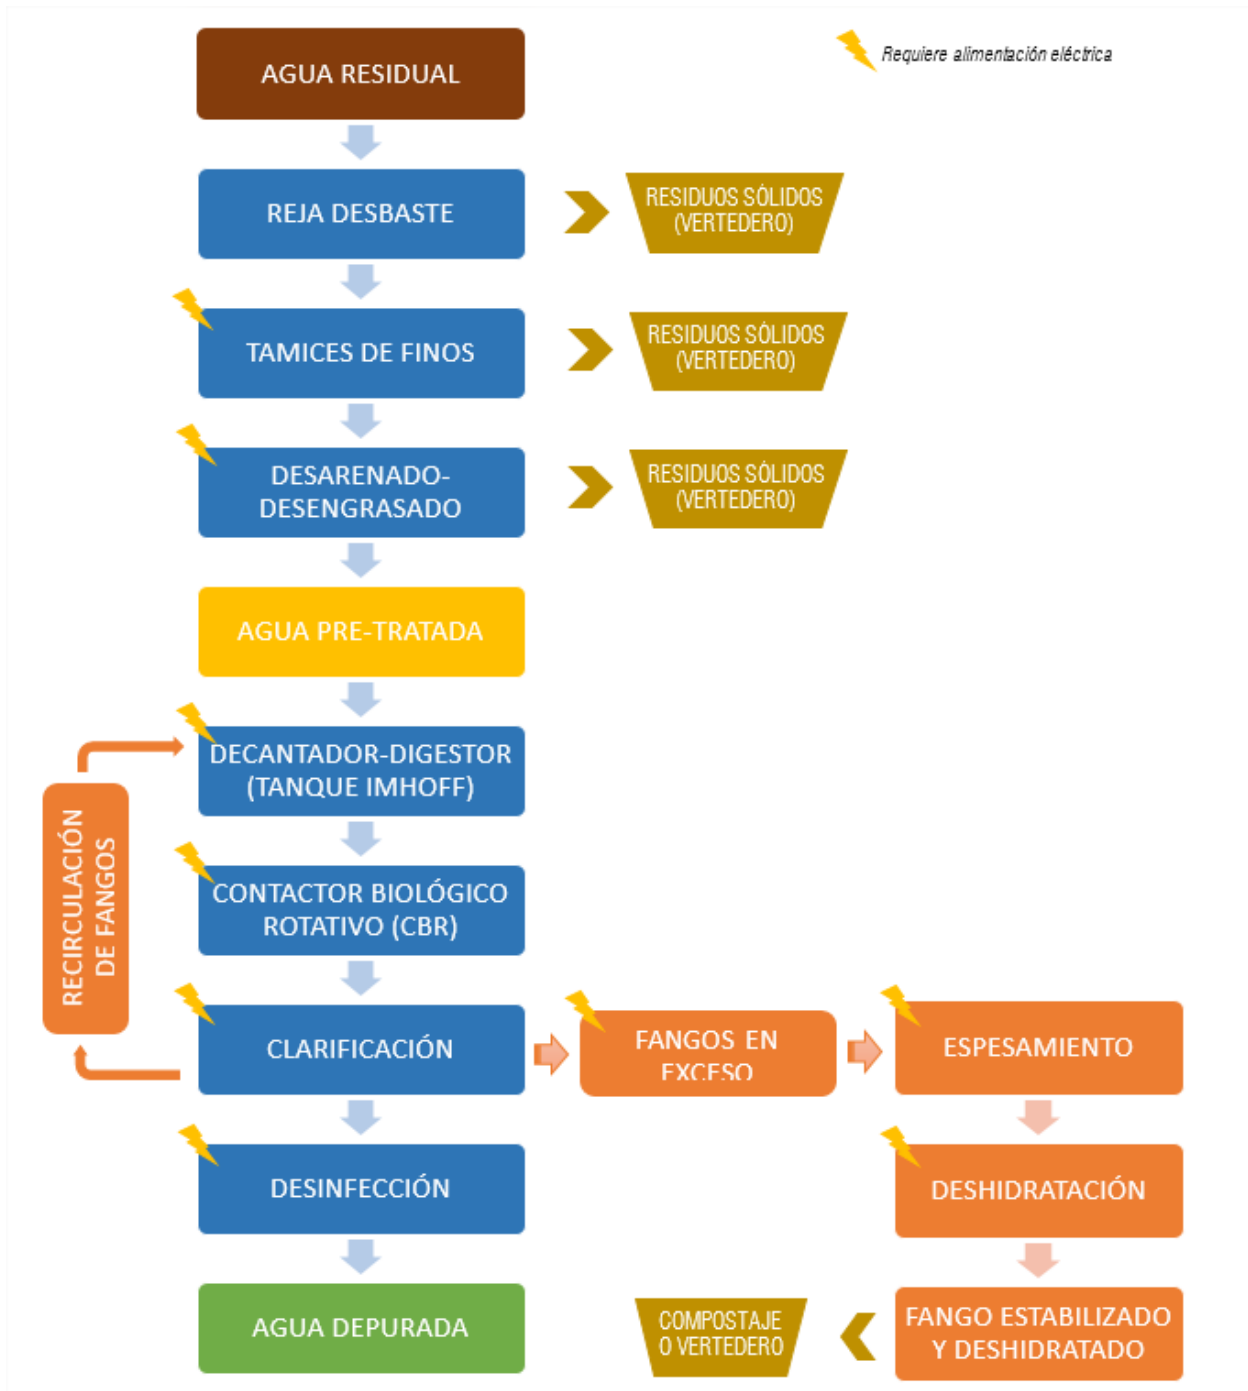 AGUA RESIDUAL
Requiere alimentación eléctrica
REJA DESBASTE
RESIDUOS SÓLIDOS
(VERTEDERO)
TAMICES DE FINOS
RESIDUOS SÓLIDOS
(VERTEDERO)
DESARENADO-
DESENGRASADO
RESIDUOS SÓLIDOS
(VERTEDERO)
AGUA PRE-TRATADA
DECANTADOR-DIGESTOR
(TANQUE IMHOFF)
RECIRCULACIÓN
DE FANGOS
CONTACTOR BIOLÓGICO
ROTATIVO (CBR)
CLARIFICACIÓN
FANGOS EN
EXCESO
ESPESAMIENTO
DESINFECCIÓN
DESHIDRATACIÓN
AGUA DEPURADA
COMPOSTAJE
O VERTEDERO
FANGO ESTABILIZADO
Y DESHIDRATADO